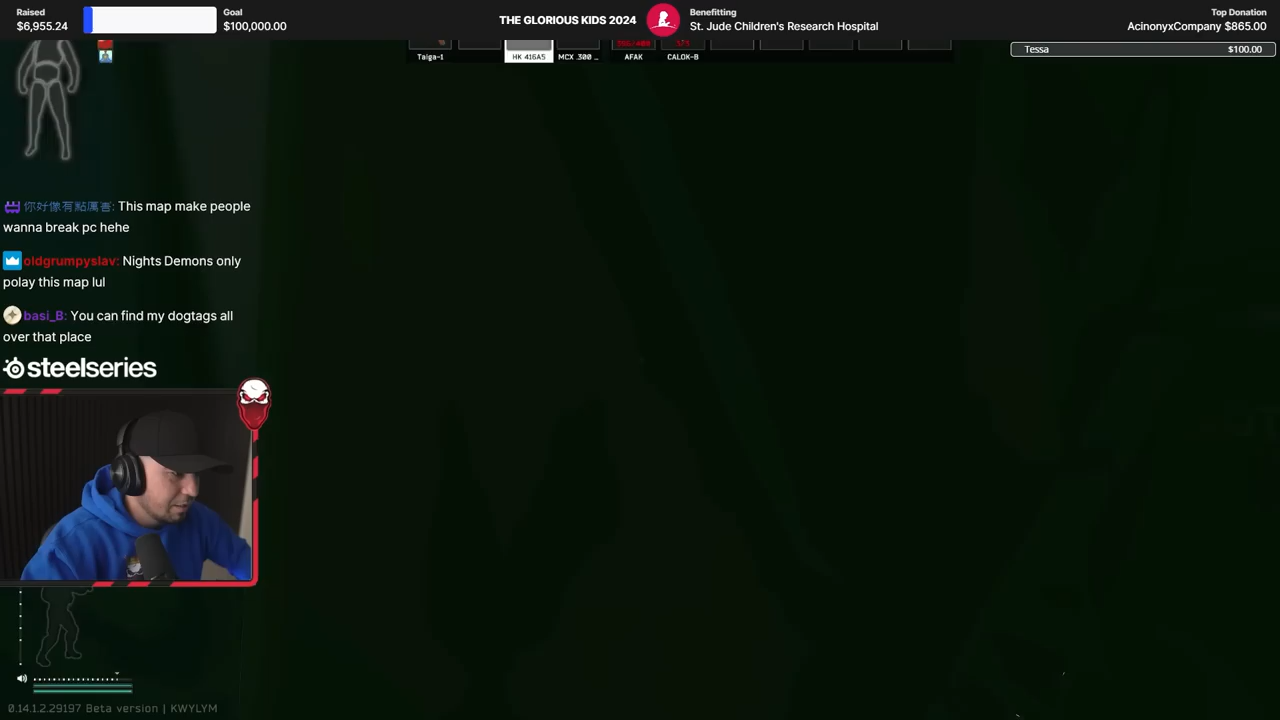 Raised
$6,955.24
Goal
$100,000.00
THE GLORIOUS KIDS 2024
Benefitting
St. Jude Children's Research Hospital
Top Donation
AcinonyxCompany $865.00
Tessa $100.00
Taiga-1
HK 416A5
MCX .300 ...
AFAK
CALOK-B
你好像有點厲害: This map make people
wanna break pc hehe
oldgrumpyslav: Nights Demons only
polay this map lul
basi_B: You can find my dogtags all
over that place
steelseries
0.14.1.2.29197 Beta version | KWYLYM